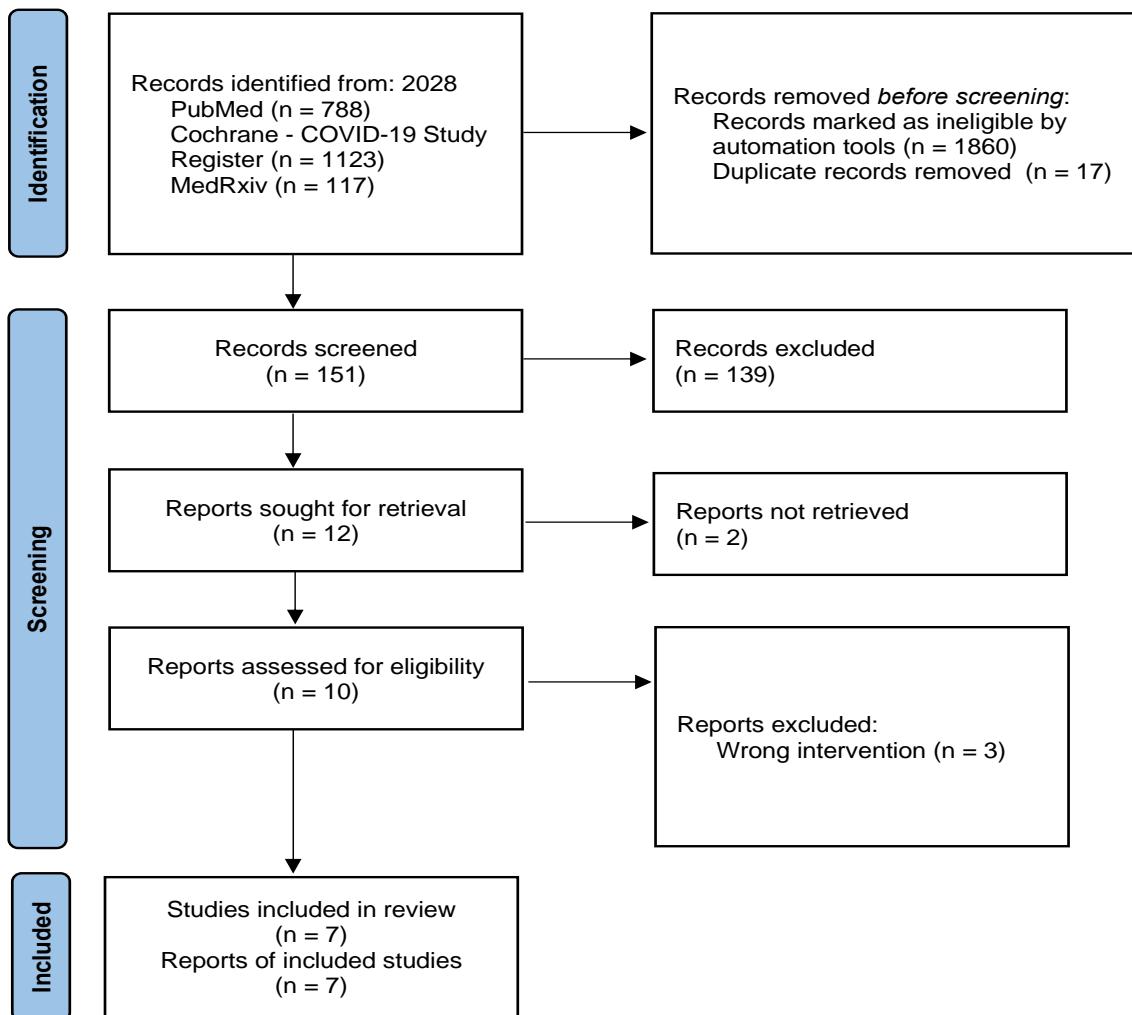 Identification
Records identified from: 2028
PubMed (n = 788)
Cochrane - COVID-19 Study
Register (n = 1123)
MedRxiv (n = 117)
Records removed before screening:
Records marked as ineligible by
automation tools (n = 1860)
Duplicate records removed (n = 17)
Screening
Records screened
(n = 151)
Records excluded
(n = 139)
Reports sought for retrieval
(n = 12)
Reports not retrieved
(n = 2)
Reports assessed for eligibility
(n = 10)
Reports excluded:
Wrong intervention (n = 3)
Included
Studies included in review
(n = 7)
Reports of included studies
(n = 7)